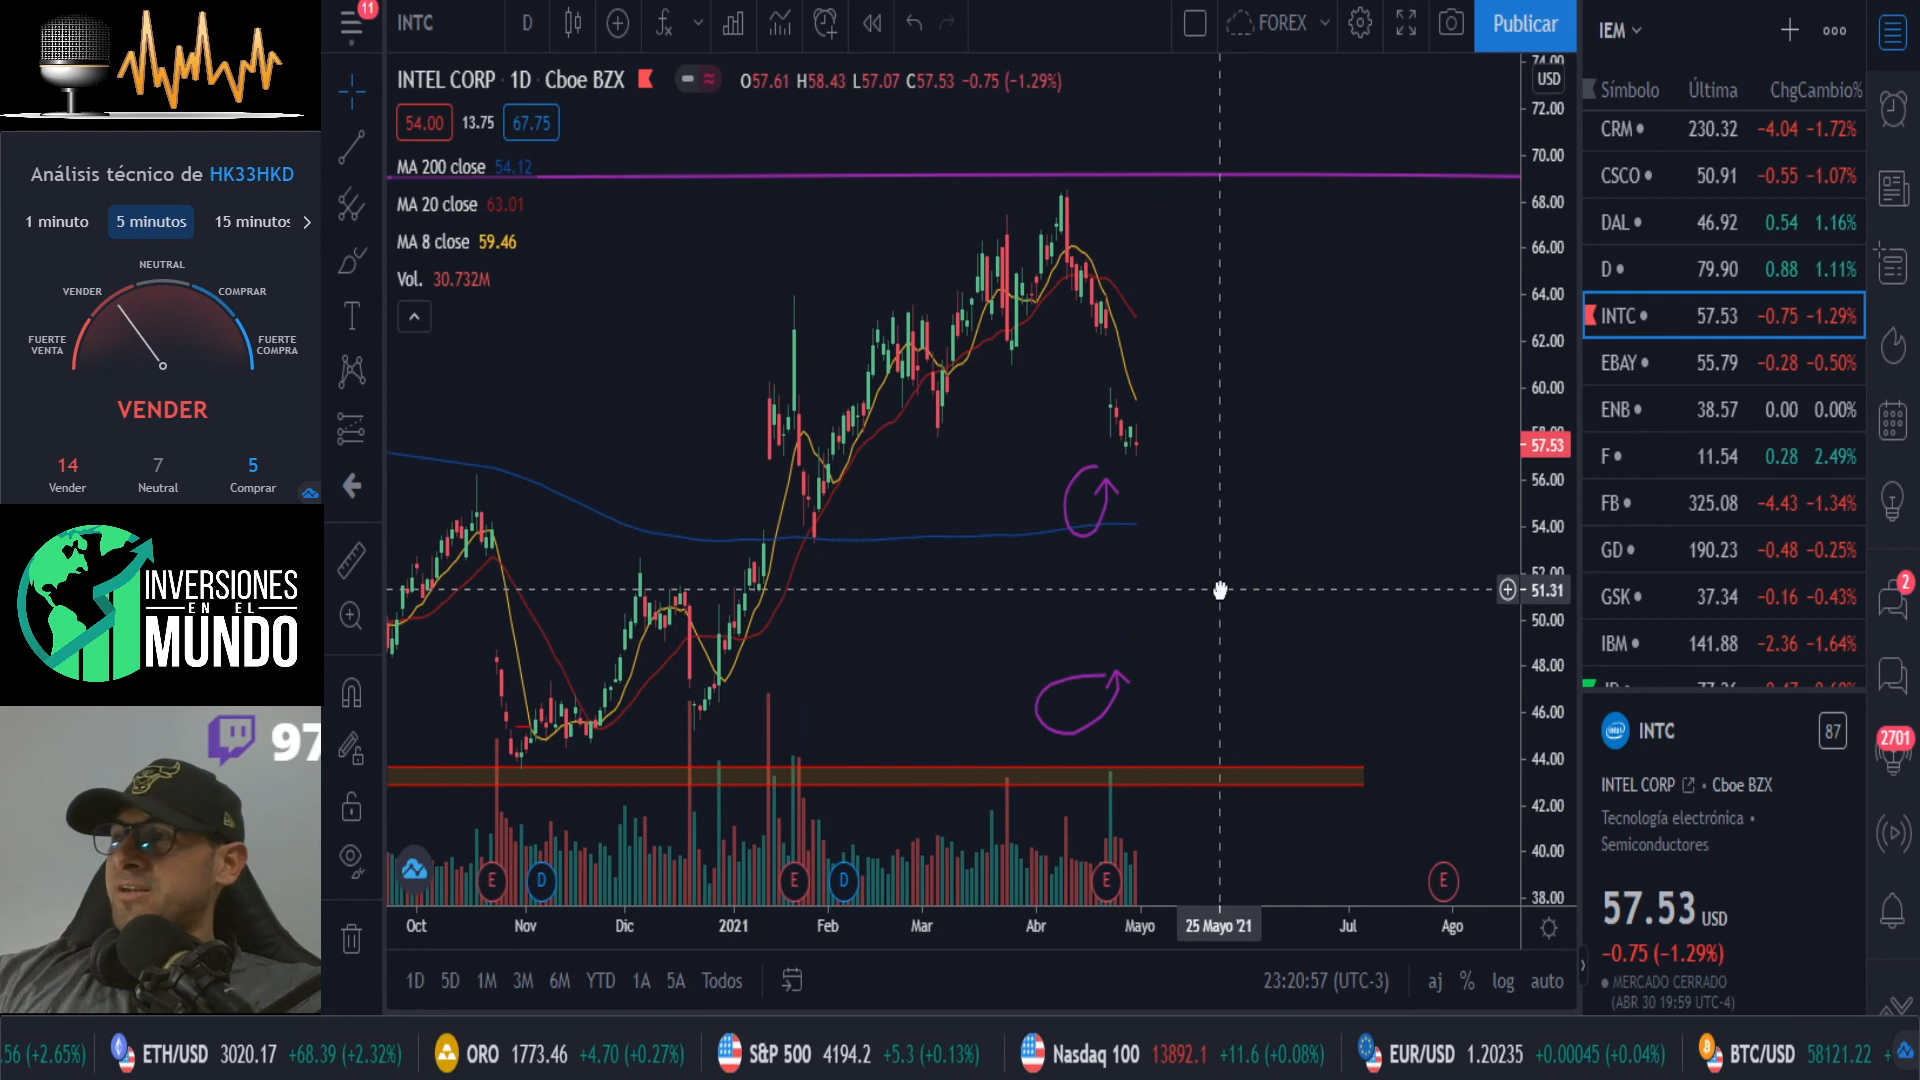 11
INTC
D
FOREX
Publicar
IEM
INTEL CORP · 1D · Cboe BZX
O57.61 H58.43 L57.07 C57.53 −0.75 (−1.29%)
54.00 13.75 67.75
MA 200 close 54.12
MA 20 close 63.01
MA 8 close 59.46
Vol. 30.732M
USD
74.00
72.00
70.00
68.00
66.00
64.00
62.00
60.00
57.53
56.00
54.00
52.00
51.31
50.00
48.00
46.00
44.00
42.00
40.00
38.00
E D E D E E
Oct Nov Dic 2021 Feb Mar Abr Mayo 25 Mayo '21 Jul Ago
1D 5D 1M 3M 6M YTD 1A 5A Todos
23:20:57 (UTC-3) aj % log auto
Análisis técnico de HK33HKD
1 minuto 5 minutos 15 minutos
NEUTRAL
VENDER COMPRAR
FUERTE VENTA
FUERTE COMPRA
VENDER
14 7 5
Vender Neutral Comprar
INVERSIONES
EN EL
MUNDO
97
Símbolo Última Chg Cambio%
CRM 230.32 −4.04 −1.72%
CSCO 50.91 −0.55 −1.07%
DAL 46.92 0.54 1.16%
D 79.90 0.88 1.11%
INTC 57.53 −0.75 −1.29%
EBAY 55.79 −0.28 −0.50%
ENB 38.57 0.00 0.00%
F 11.54 0.28 2.49%
FB 325.08 −4.43 −1.34%
GD 190.23 −0.48 −0.25%
GSK 37.34 −0.16 −0.43%
IBM 141.88 −2.36 −1.64%
INTC
87
INTEL CORP • Cboe BZX
Tecnología electrónica •
Semiconductores
57.53 USD
−0.75 (−1.29%)
MERCADO CERRADO
(ABR 30 19:59 UTC-4)
2
2701
.56 (+2.65%) ETH/USD 3020.17 +68.39 (+2.32%) ORO 1773.46 +4.70 (+0.27%) S&P 500 4194.2 +5.3 (+0.13%) Nasdaq 100 13892.1 +11.6 (+0.08%) EUR/USD 1.20235 +0.00045 (+0.04%) BTC/USD 58121.22 +